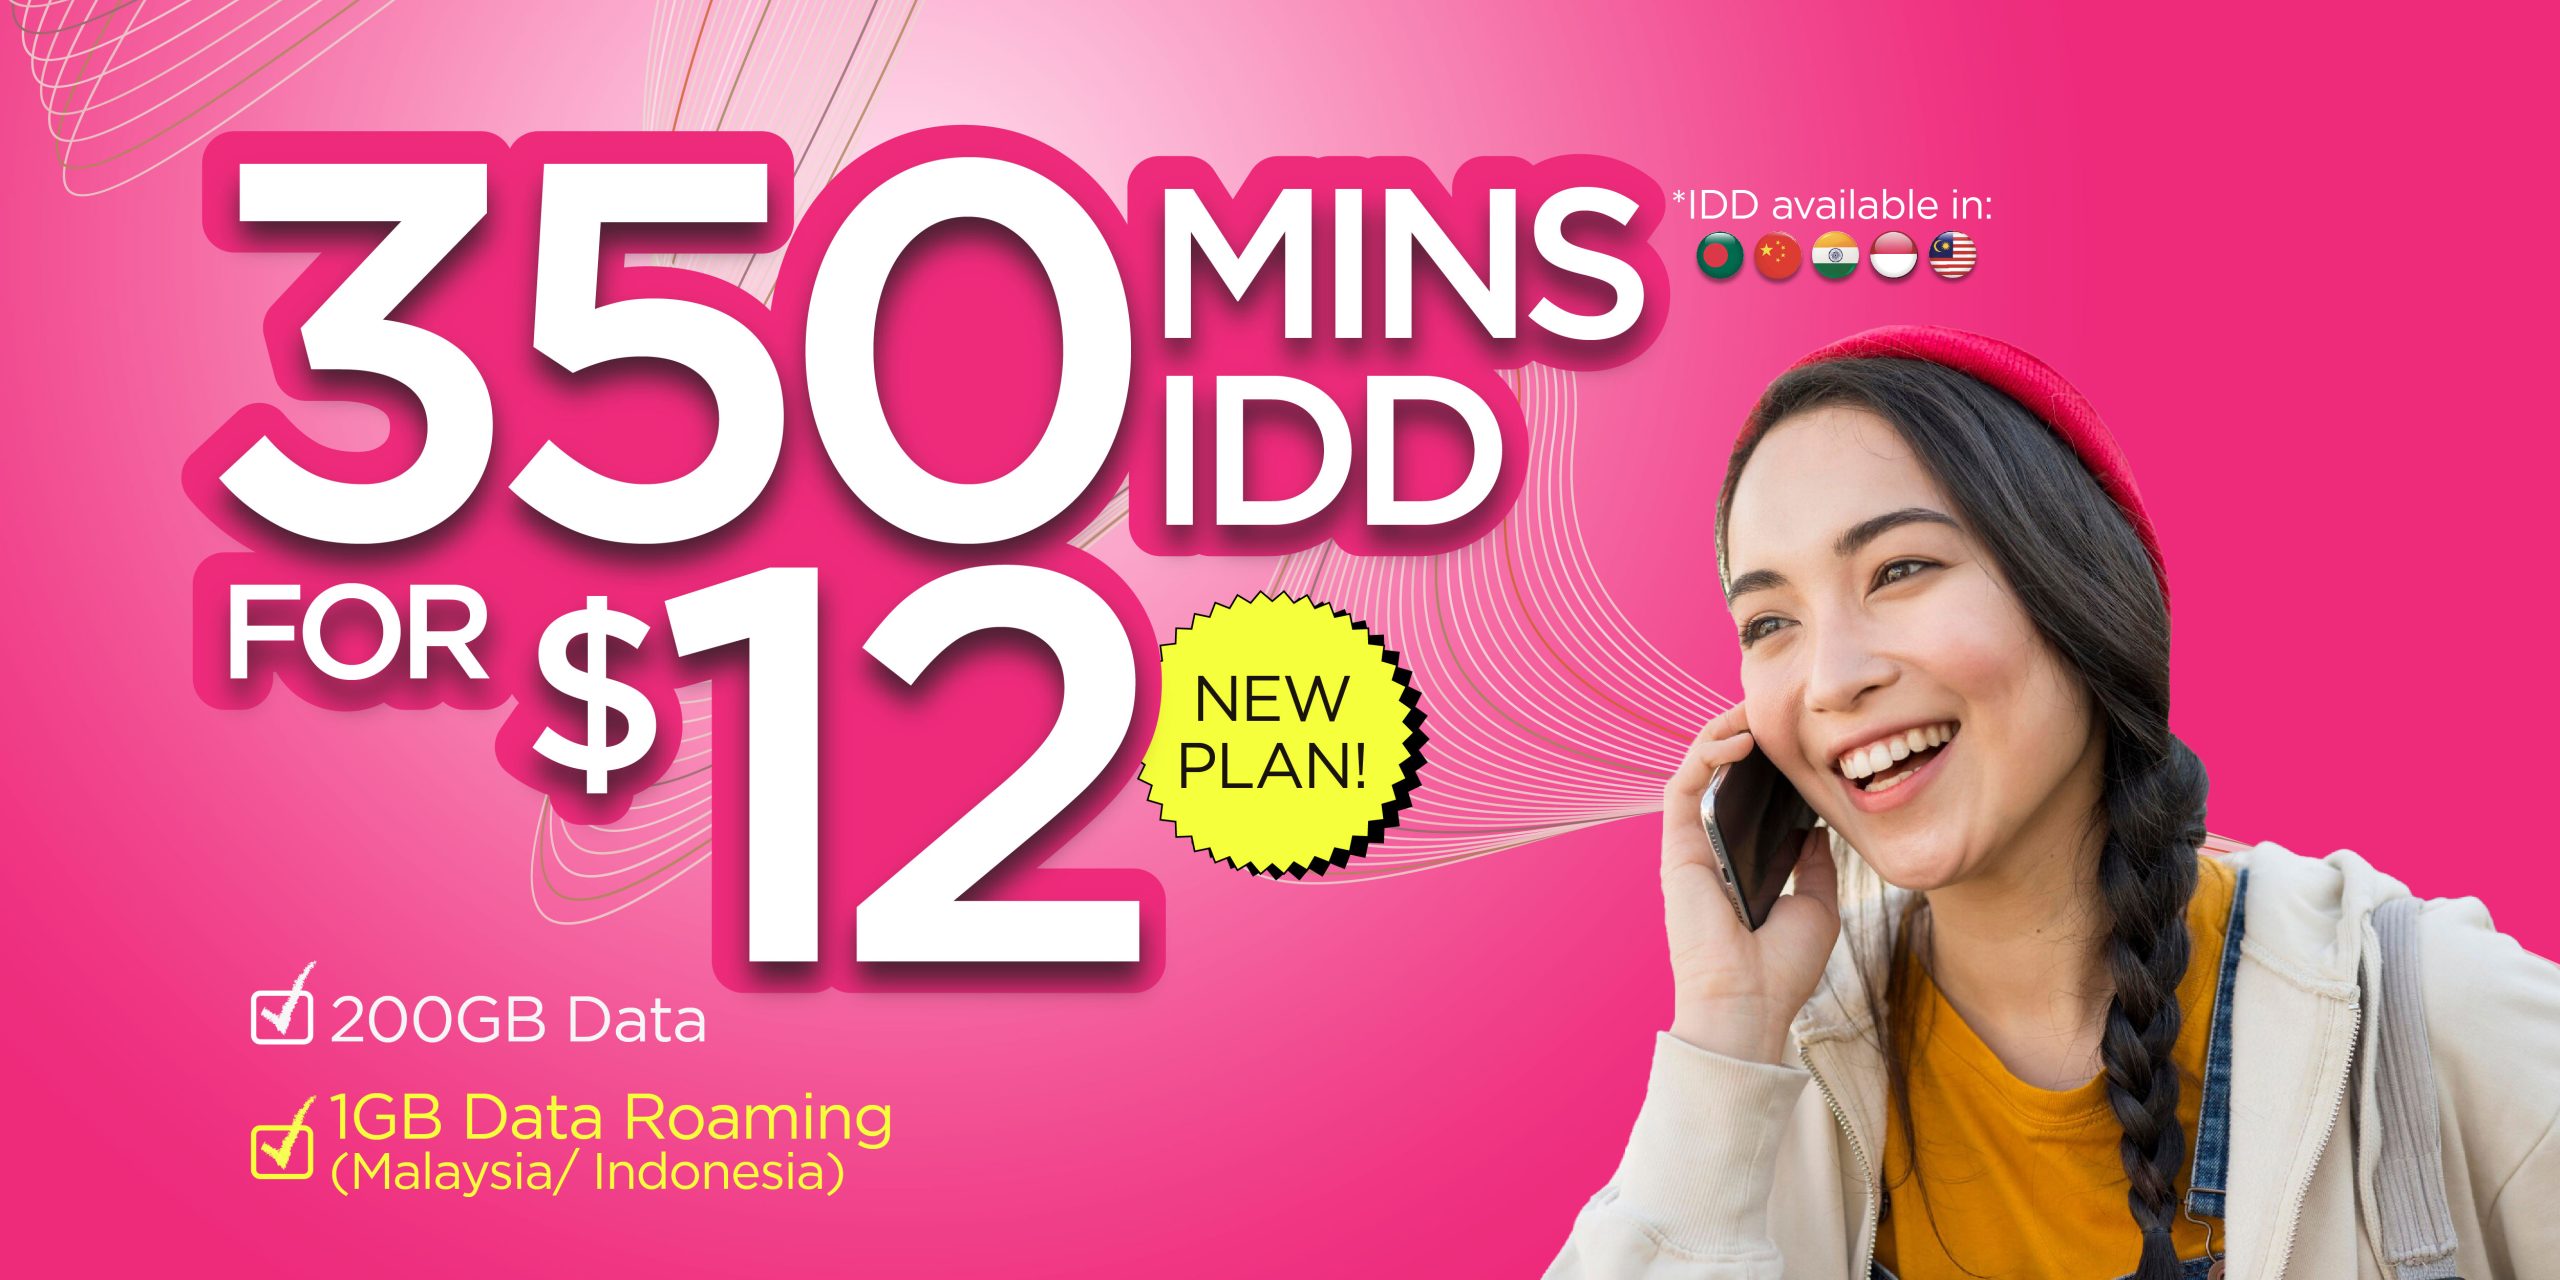 350 MINS
IDD
*IDD available in:
FOR $12
NEW
PLAN!
200GB Data
1GB Data Roaming
(Malaysia/ Indonesia)